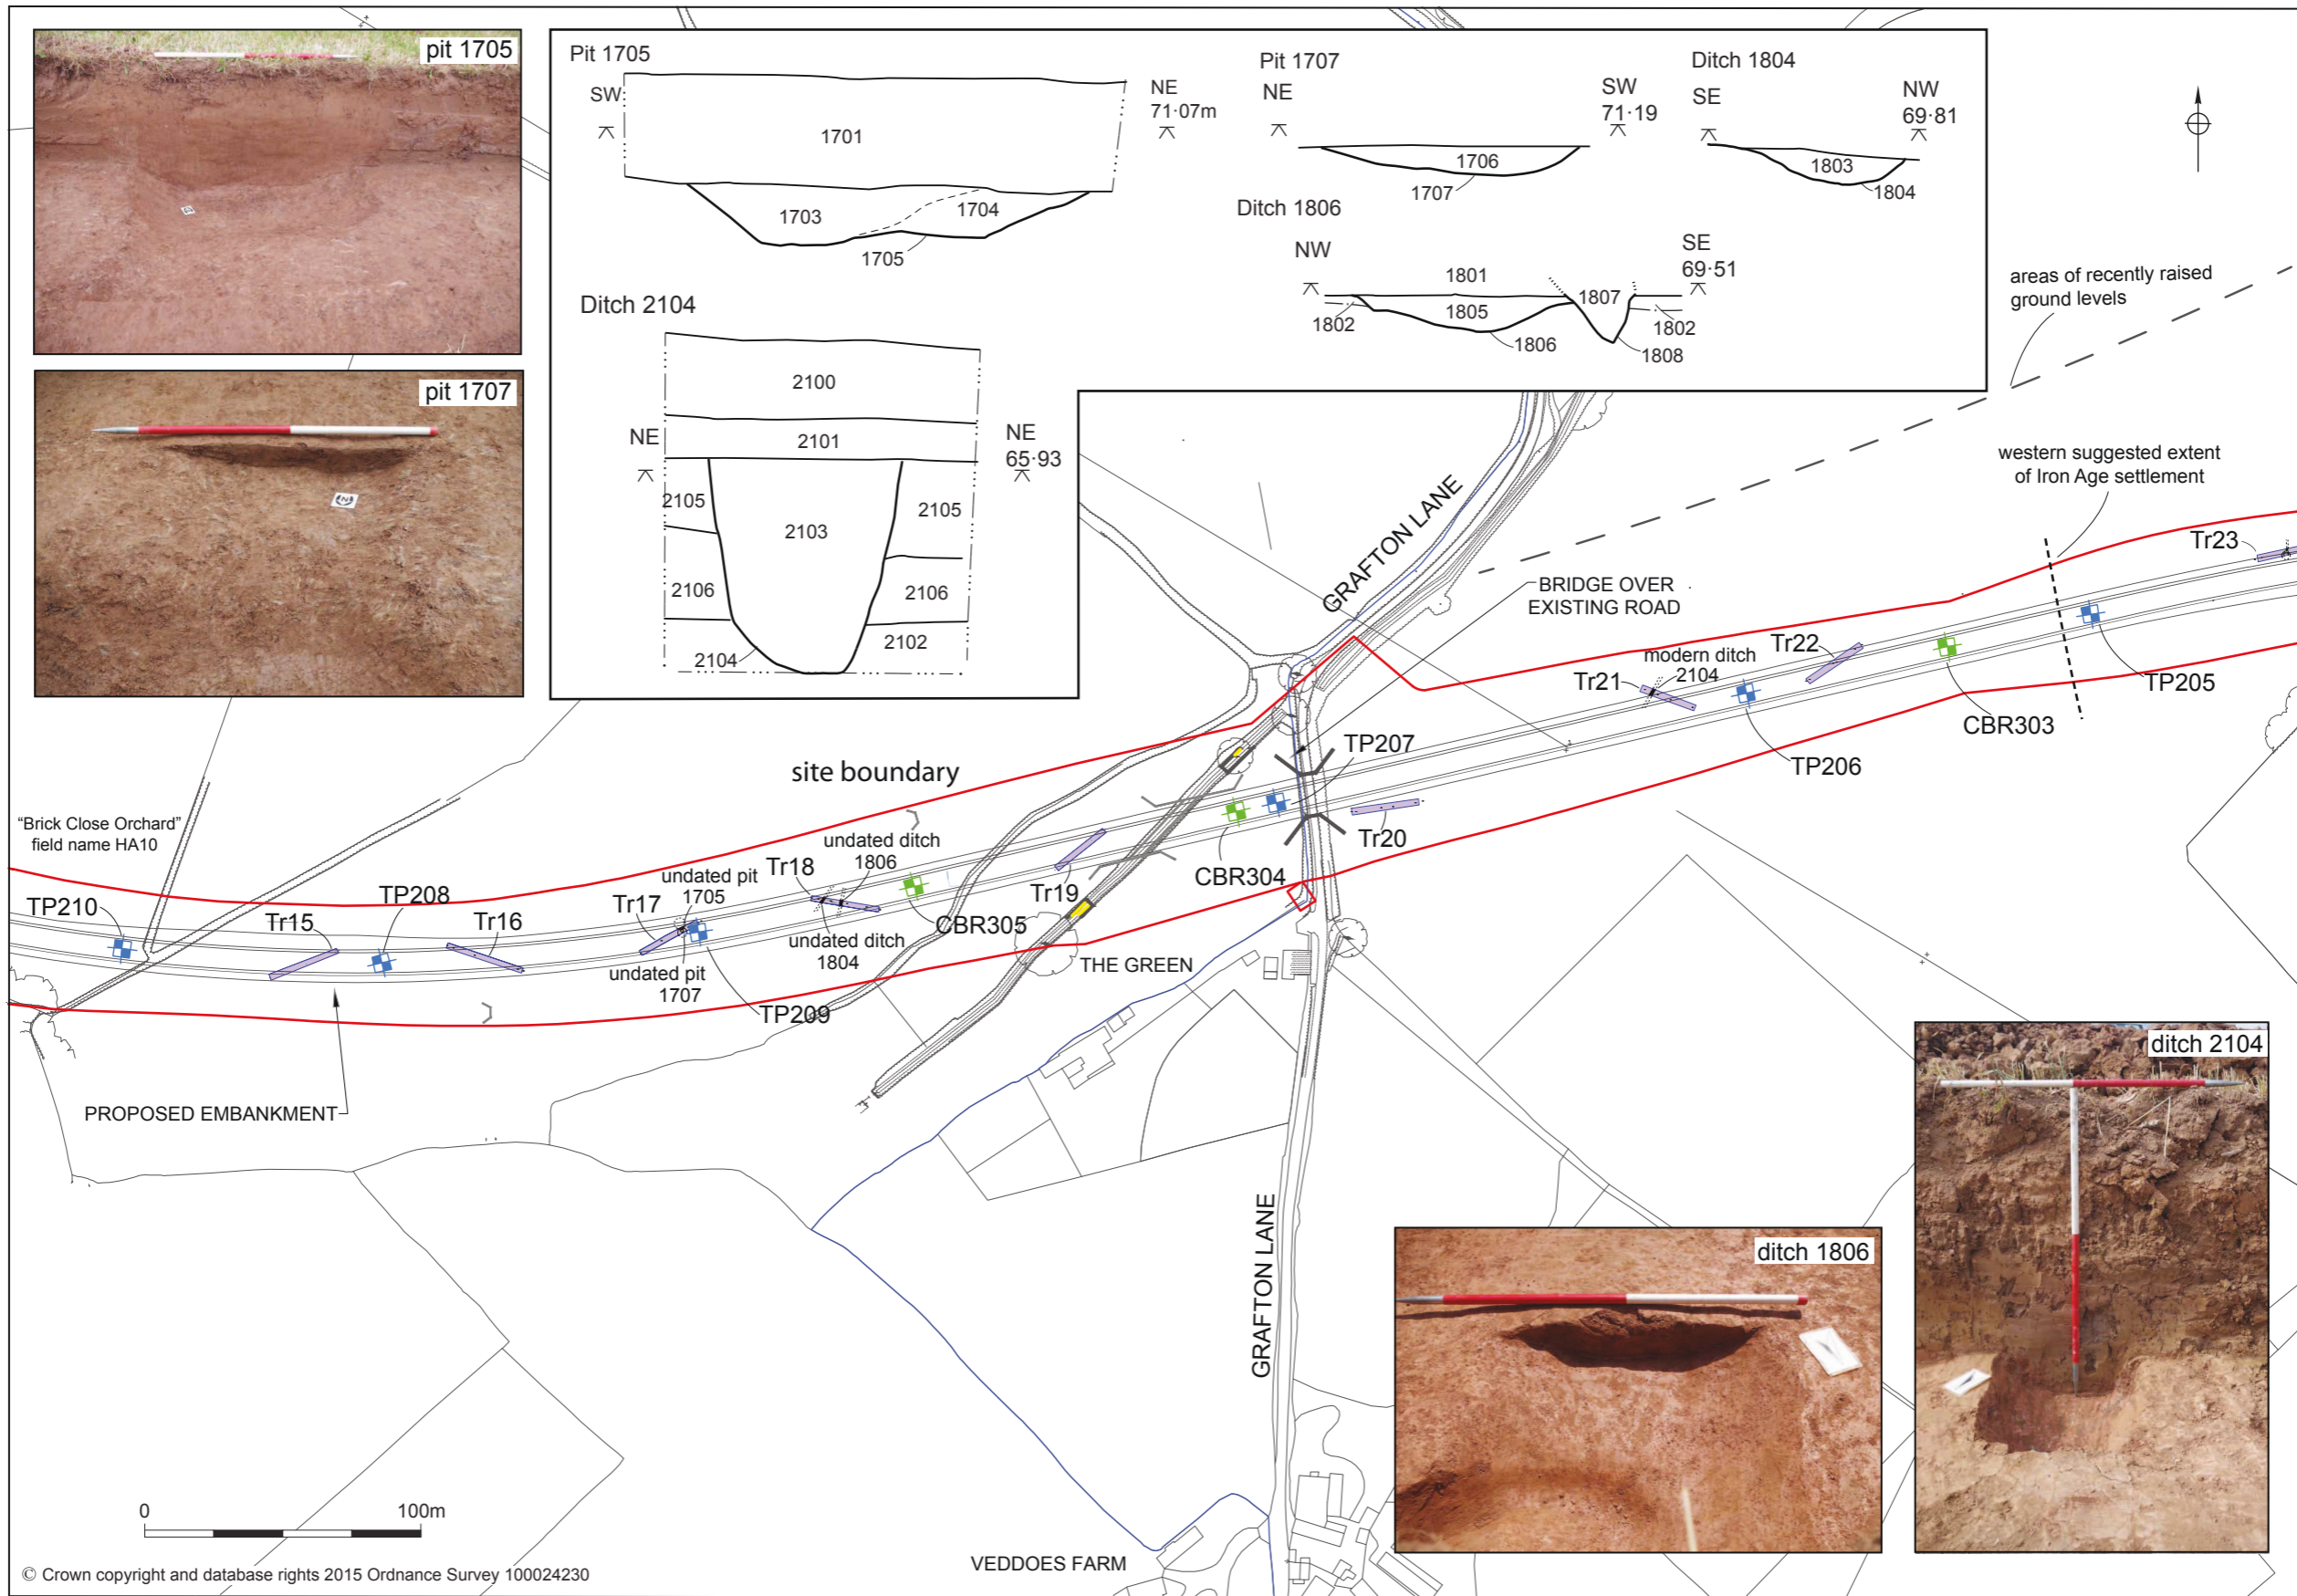 pit 1705
pit 1707
Pit 1705
SW
NE
71·07m
1701
1703
1704
1705
Pit 1707
NE
SW
71·19
1706
1707
Ditch 1804
SE
NW
69·81
1803
1804
Ditch 1806
NW
SE
69·51
1801
1807
1802
1805
1802
1806
1808
Ditch 2104
2100
NE
2101
NE
65·93
2105
2103
2105
2106
2106
2104
2102
areas of recently raised
ground levels
western suggested extent
of Iron Age settlement
GRAFTON LANE
BRIDGE OVER
EXISTING ROAD
Tr23
Tr22
modern ditch
2104
Tr21
TP205
CBR303
TP206
TP207
site boundary
"Brick Close Orchard"
field name HA10
undated ditch
1806
Tr18
undated pit
1705
Tr20
CBR304
Tr19
TP210
TP208
Tr15
Tr16
Tr17
CBR305
undated ditch
1804
undated pit
1707
TP209
THE GREEN
PROPOSED EMBANKMENT
GRAFTON LANE
ditch 2104
ditch 1806
0
100m
VEDDOES FARM
© Crown copyright and database rights 2015 Ordnance Survey 100024230